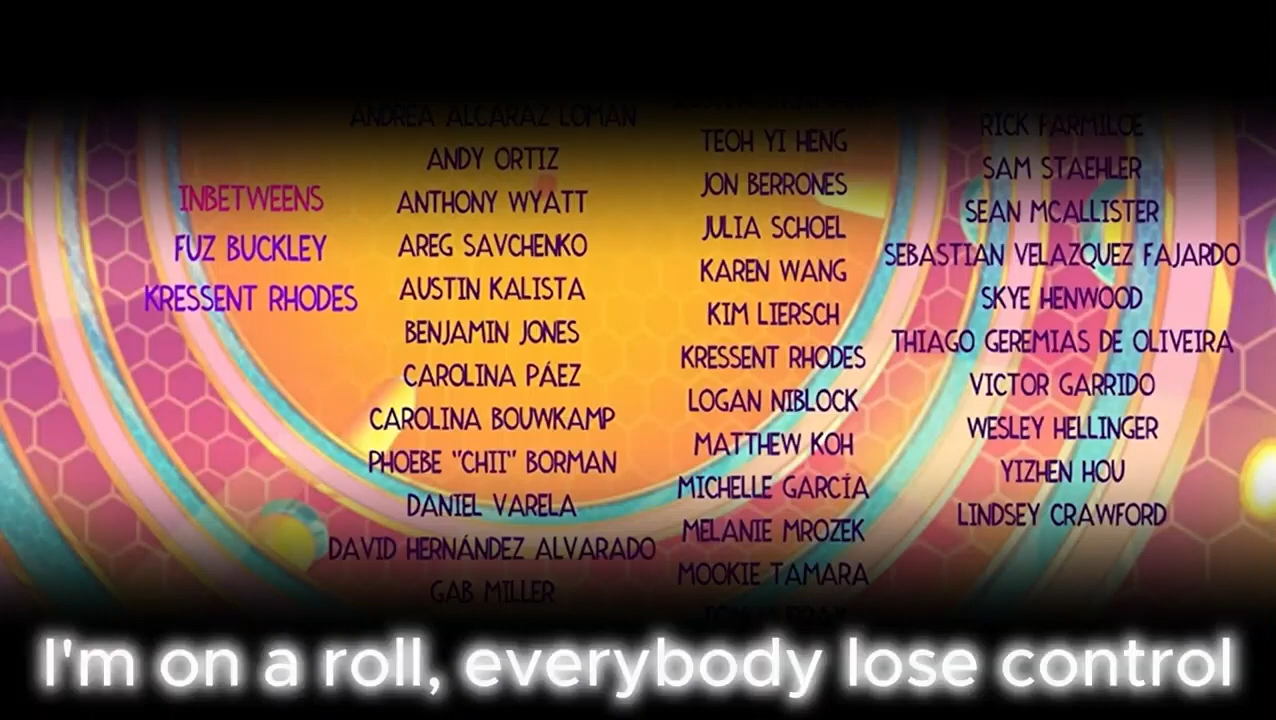 INBETWEENS
FUZ BUCKLEY
KRESSENT RHODES
ANDREA ALCARAZ LOMAN
ANDY ORTIZ
ANTHONY WYATT
AREG SAVCHENKO
AUSTIN KALISTA
BENJAMIN JONES
CAROLINA PÁEZ
CAROLINA BOUWKAMP
PHOEBE "CHII" BORMAN
DANIEL VARELA
DAVID HERNÁNDEZ ALVARADO
GAB MILLER
TEOH YI HENG
JON BERRONES
JULIA SCHOEL
KAREN WANG
KIM LIERSCH
KRESSENT RHODES
LOGAN NIBLOCK
MATTHEW KOH
MICHELLE GARCÍA
MELANIE MROZEK
MOOKIE TAMARA
RICK FARMILOE
SAM STAEHLER
SEAN MCALLISTER
SEBASTIAN VELAZQUEZ FAJARDO
SKYE HENWOOD
THIAGO GEREMIAS DE OLIVEIRA
VICTOR GARRIDO
WESLEY HELLINGER
YIZHEN HOU
LINDSEY CRAWFORD
I'm on a roll, everybody lose control